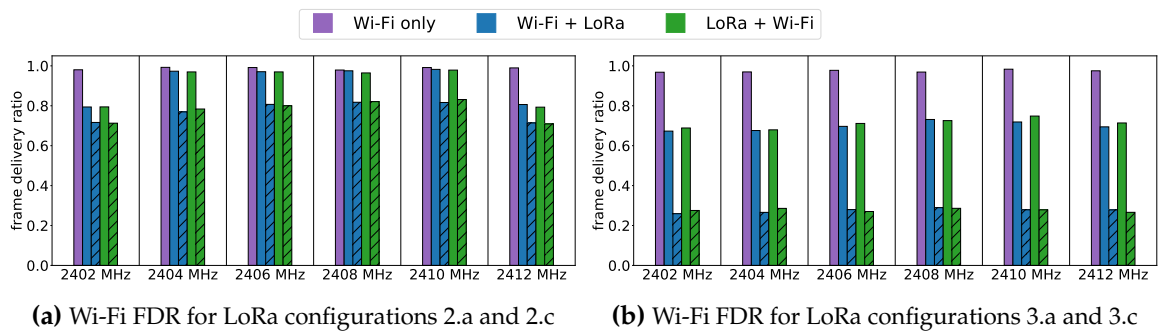 Wi-Fi only Wi-Fi + LoRa LoRa + Wi-Fi
frame delivery ratio
1.0
0.8
0.6
0.4
0.2
0.0
2402 MHz 2404 MHz 2406 MHz 2408 MHz 2410 MHz 2412 MHz
(a) Wi-Fi FDR for LoRa configurations 2.a and 2.c
frame delivery ratio
1.0
0.8
0.6
0.4
0.2
0.0
2402 MHz 2404 MHz 2406 MHz 2408 MHz 2410 MHz 2412 MHz
(b) Wi-Fi FDR for LoRa configurations 3.a and 3.c